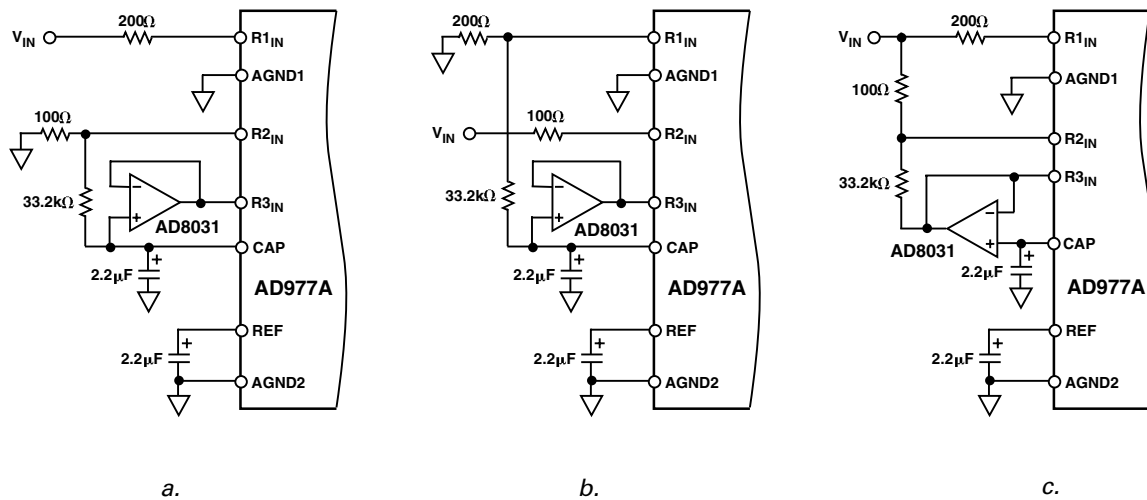 200Ω
V_IN
R1_IN
AGND1
100Ω
R2_IN
33.2kΩ
−
+
AD8031
R3_IN
CAP
+
2.2μF
AD977A
REF
+
2.2μF
AGND2
a.
200Ω
R1_IN
AGND1
V_IN
100Ω
R2_IN
33.2kΩ
−
+
AD8031
R3_IN
CAP
+
2.2μF
AD977A
REF
+
2.2μF
AGND2
b.
V_IN
200Ω
R1_IN
AGND1
100Ω
R2_IN
33.2kΩ
R3_IN
−
+
AD8031
CAP
+
2.2μF
AD977A
REF
+
2.2μF
AGND2
c.